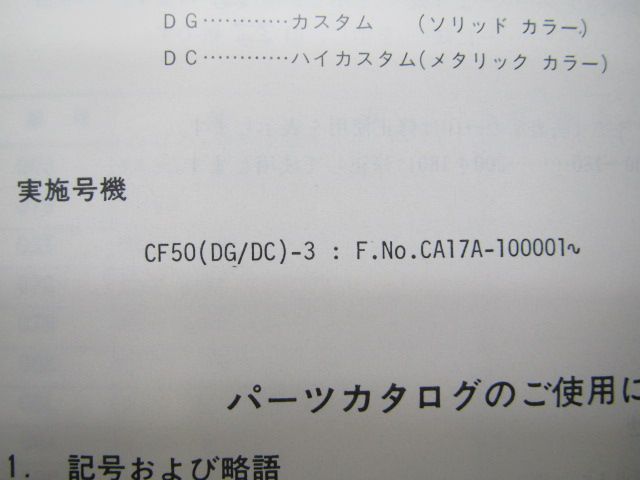 DG…………カスタム (ソリッド カラー)
DC…………ハイカスタム(メタリック カラー)
実施号機
CF50(DG/DC)-3 : F.No.CA17A-100001~
パーツカタログのご使用に
1. 記号および略語